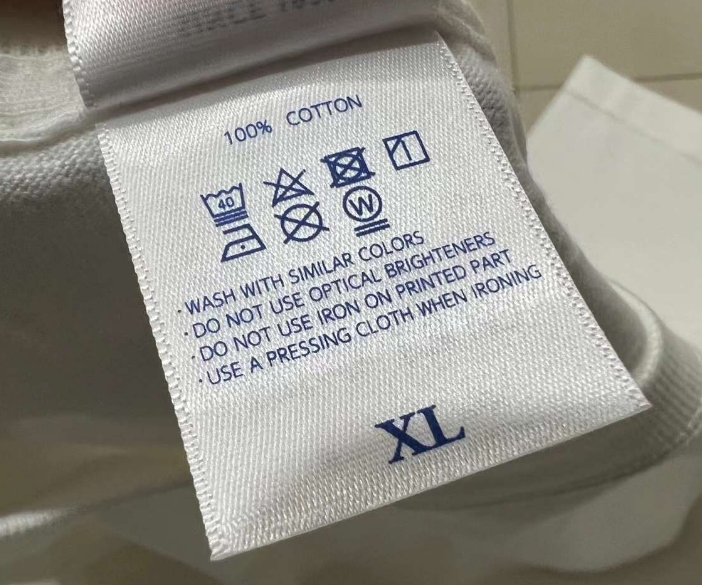 100% COTTON
40
W
·WASH WITH SIMILAR COLORS
·DO NOT USE OPTICAL BRIGHTENERS
·DO NOT USE IRON ON PRINTED PART
·USE A PRESSING CLOTH WHEN IRONING
XL